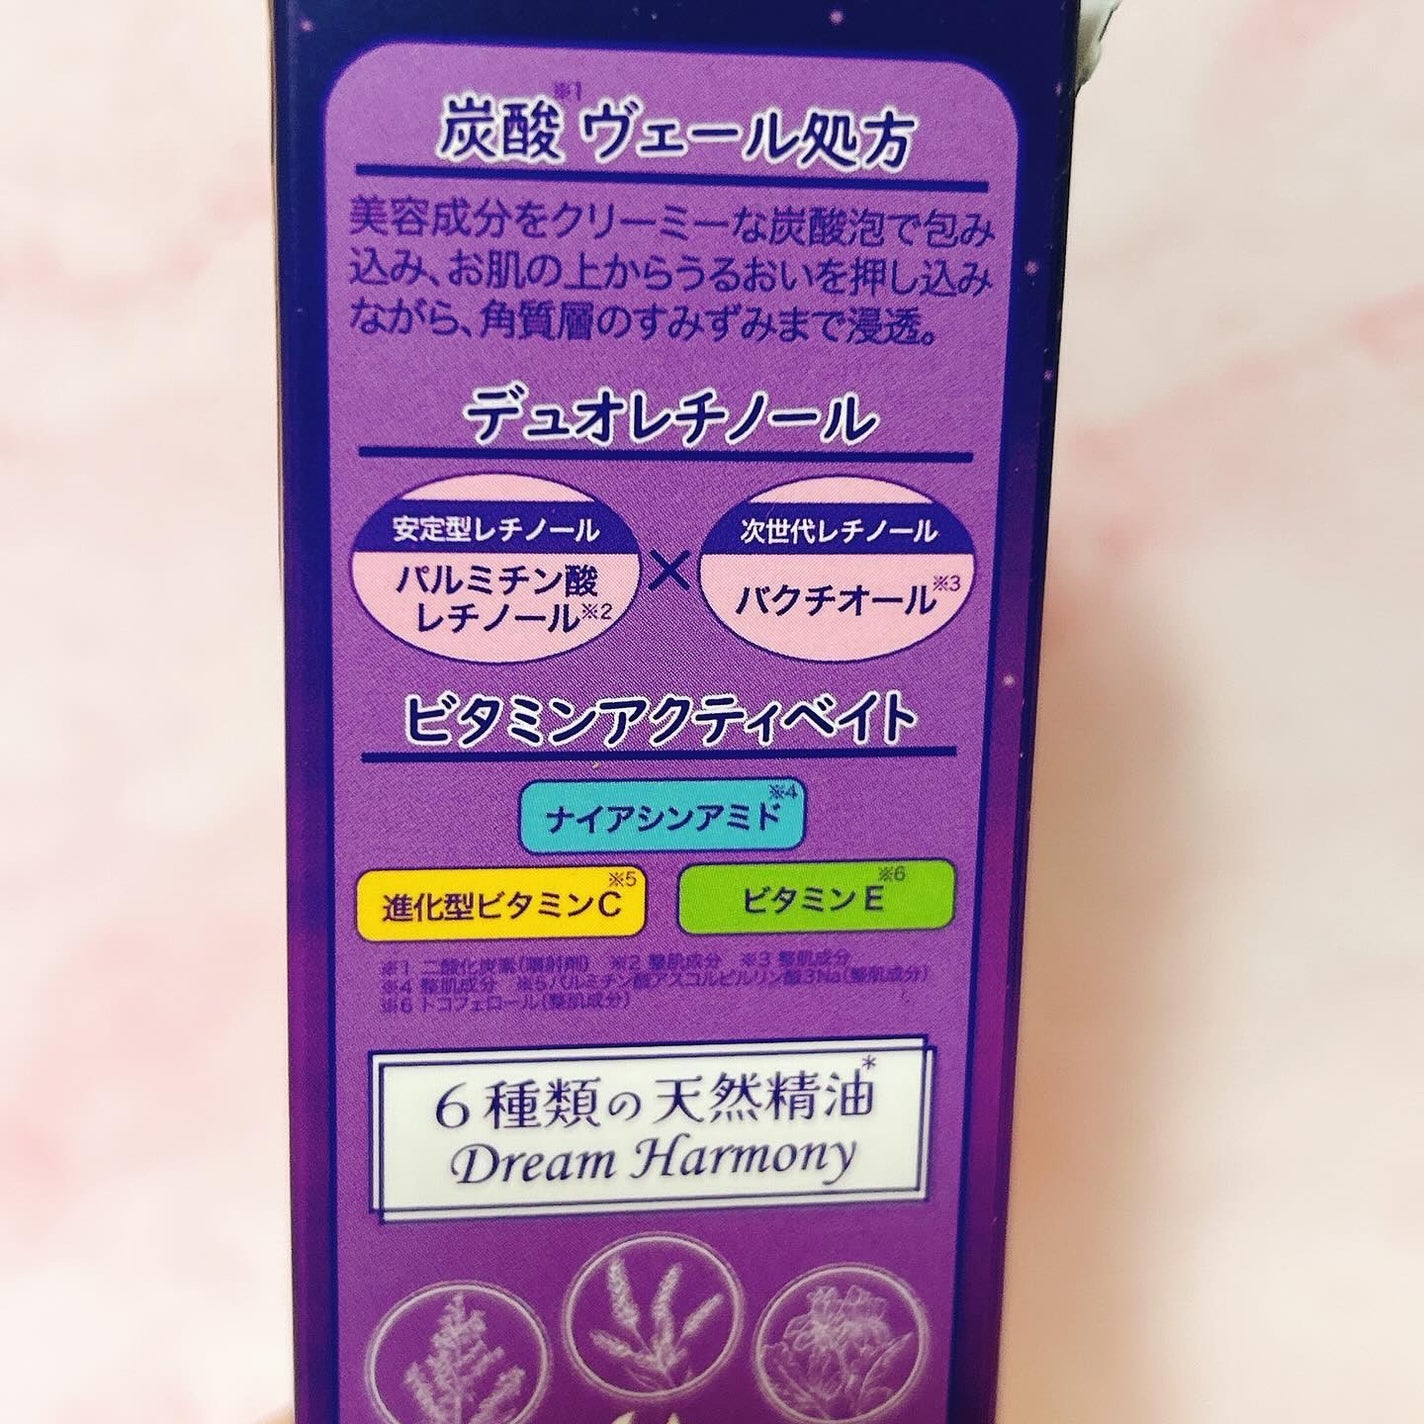 炭酸※1ヴェール処方
美容成分をクリーミーな炭酸泡で包み
込み、お肌の上からうるおいを押し込み
ながら、角質層のすみずみまで浸透。
デュオレチノール
安定型レチノール
パルミチン酸
レチノール※2
×
次世代レチノール
バクチオール※3
ビタミンアクティベイト
ナイアシンアミド※4
進化型ビタミンC※5
ビタミンE※6
※1 二酸化炭素(噴射剤) ※2 整肌成分 ※3 整肌成分
※4 整肌成分 ※5パルミチン酸アスコルビルリン酸3Na(整肌成分)
※6 トコフェロール(整肌成分)
6種類の天然精油*
Dream Harmony